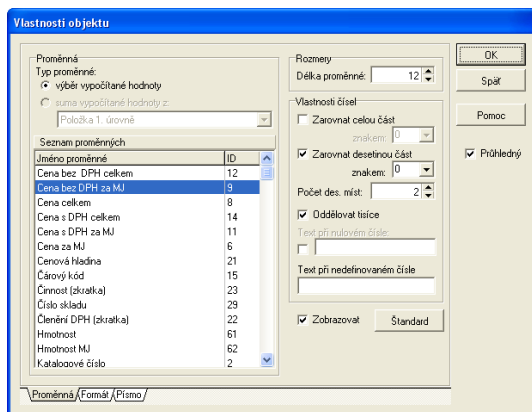 Vlastnosti objektu
Proměnná
Typ proměnné:
výběr vypočítané hodnoty
suma vypočítané hodnoty z:
Položka 1. úrovně
Seznam proměnných
Jméno proměnné ID
Cena bez DPH celkem 12
Cena bez DPH za MJ 9
Cena celkem 8
Cena s DPH celkem 14
Cena s DPH za MJ 11
Cena za MJ 6
Cenová hladina 21
Čárový kód 15
Činnost (zkratka) 23
Číslo skladu 29
Členění DPH (zkratka) 22
Hmotnost 61
Hmotnost MJ 62
Katalogové číslo 2
Rozmery
Délka proměnné: 12
Vlastnosti čísel
Zarovnat celou část
znakem: 0
Zarovnat desetinou část
znakem: 0
Počet des. míst: 2
Oddělovat tisíce
Text při nulovém čísle:
Text při nedefinovaném čísle
Zobrazovat
Štandard
OK
Späť
Pomoc
Průhledný
Proměnná Formát Písmo